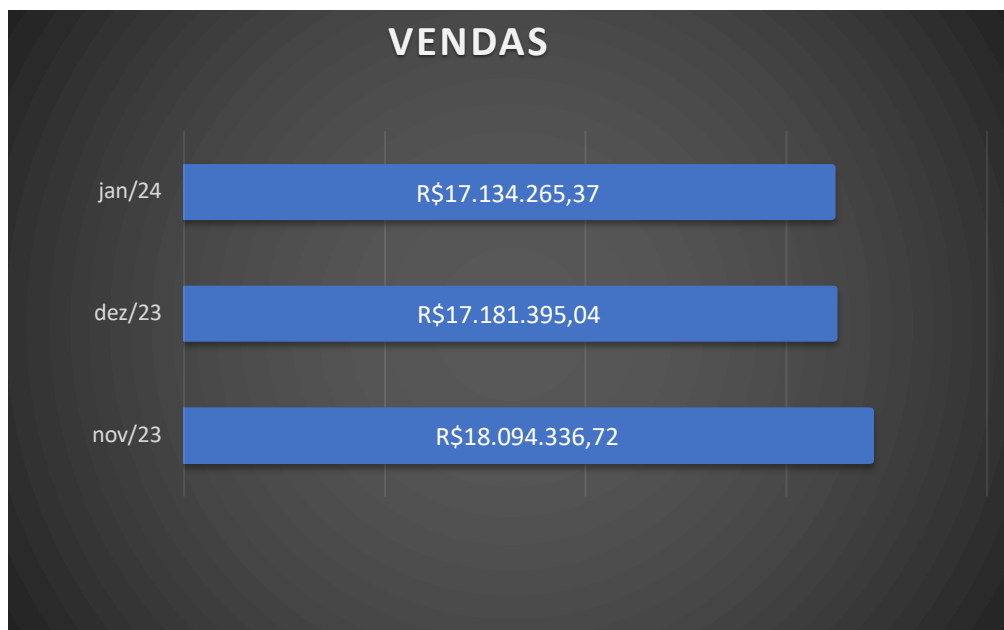 VENDAS
jan/24
R$17.134.265,37
dez/23
R$17.181.395,04
nov/23
R$18.094.336,72